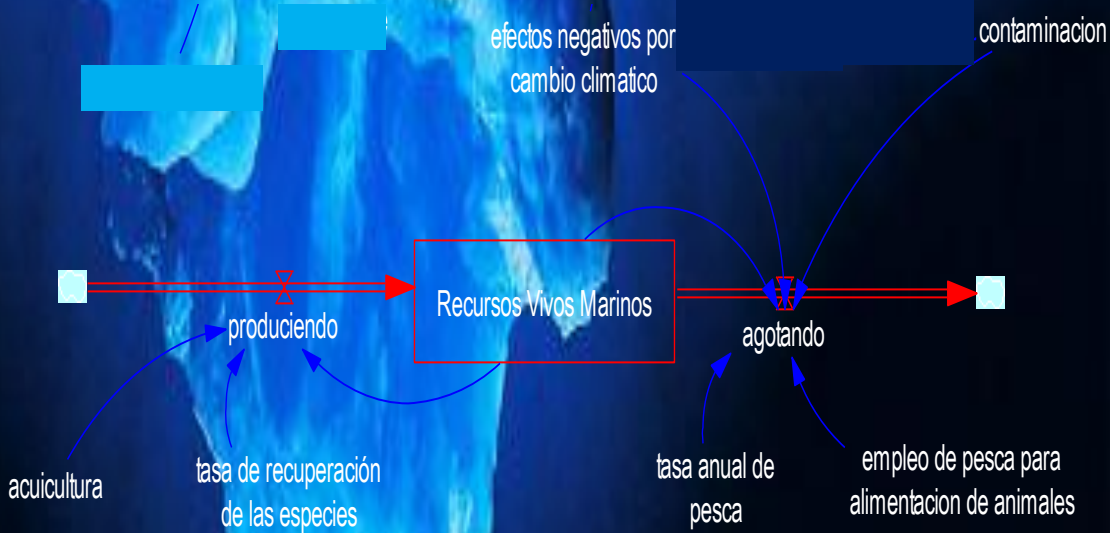 efectos negativos por
cambio climatico
contaminacion
Recursos Vivos Marinos
produciendo
agotando
acuicultura
tasa de recuperación
de las especies
tasa anual de
pesca
empleo de pesca para
alimentacion de animales